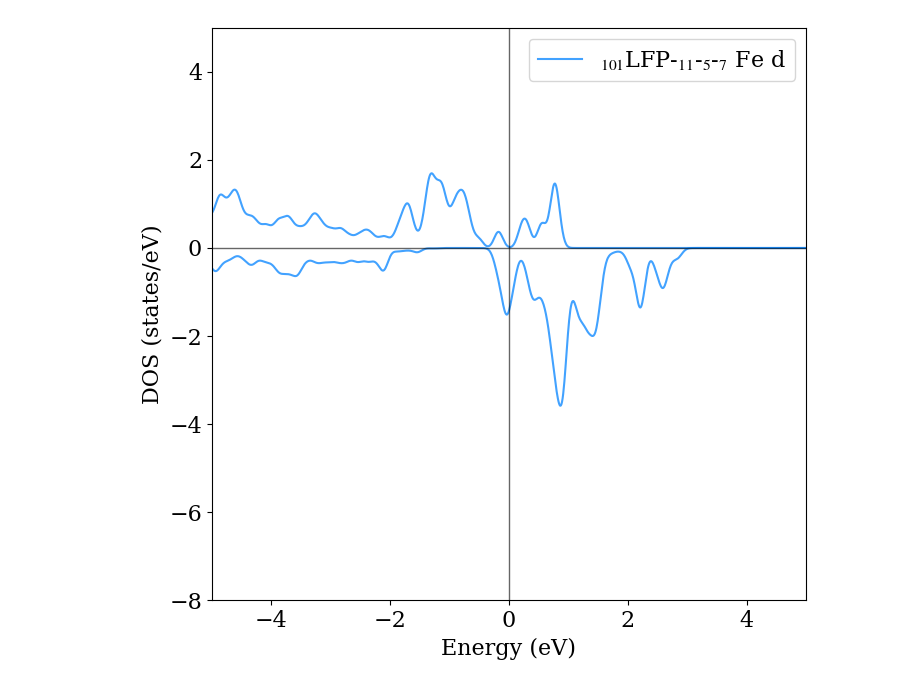 ₁₀₁LFP-₁₁-₅-₇ Fe d
4
2
0
−2
−4
−6
−8
DOS (states/eV)
−4 −2 0 2 4
Energy (eV)